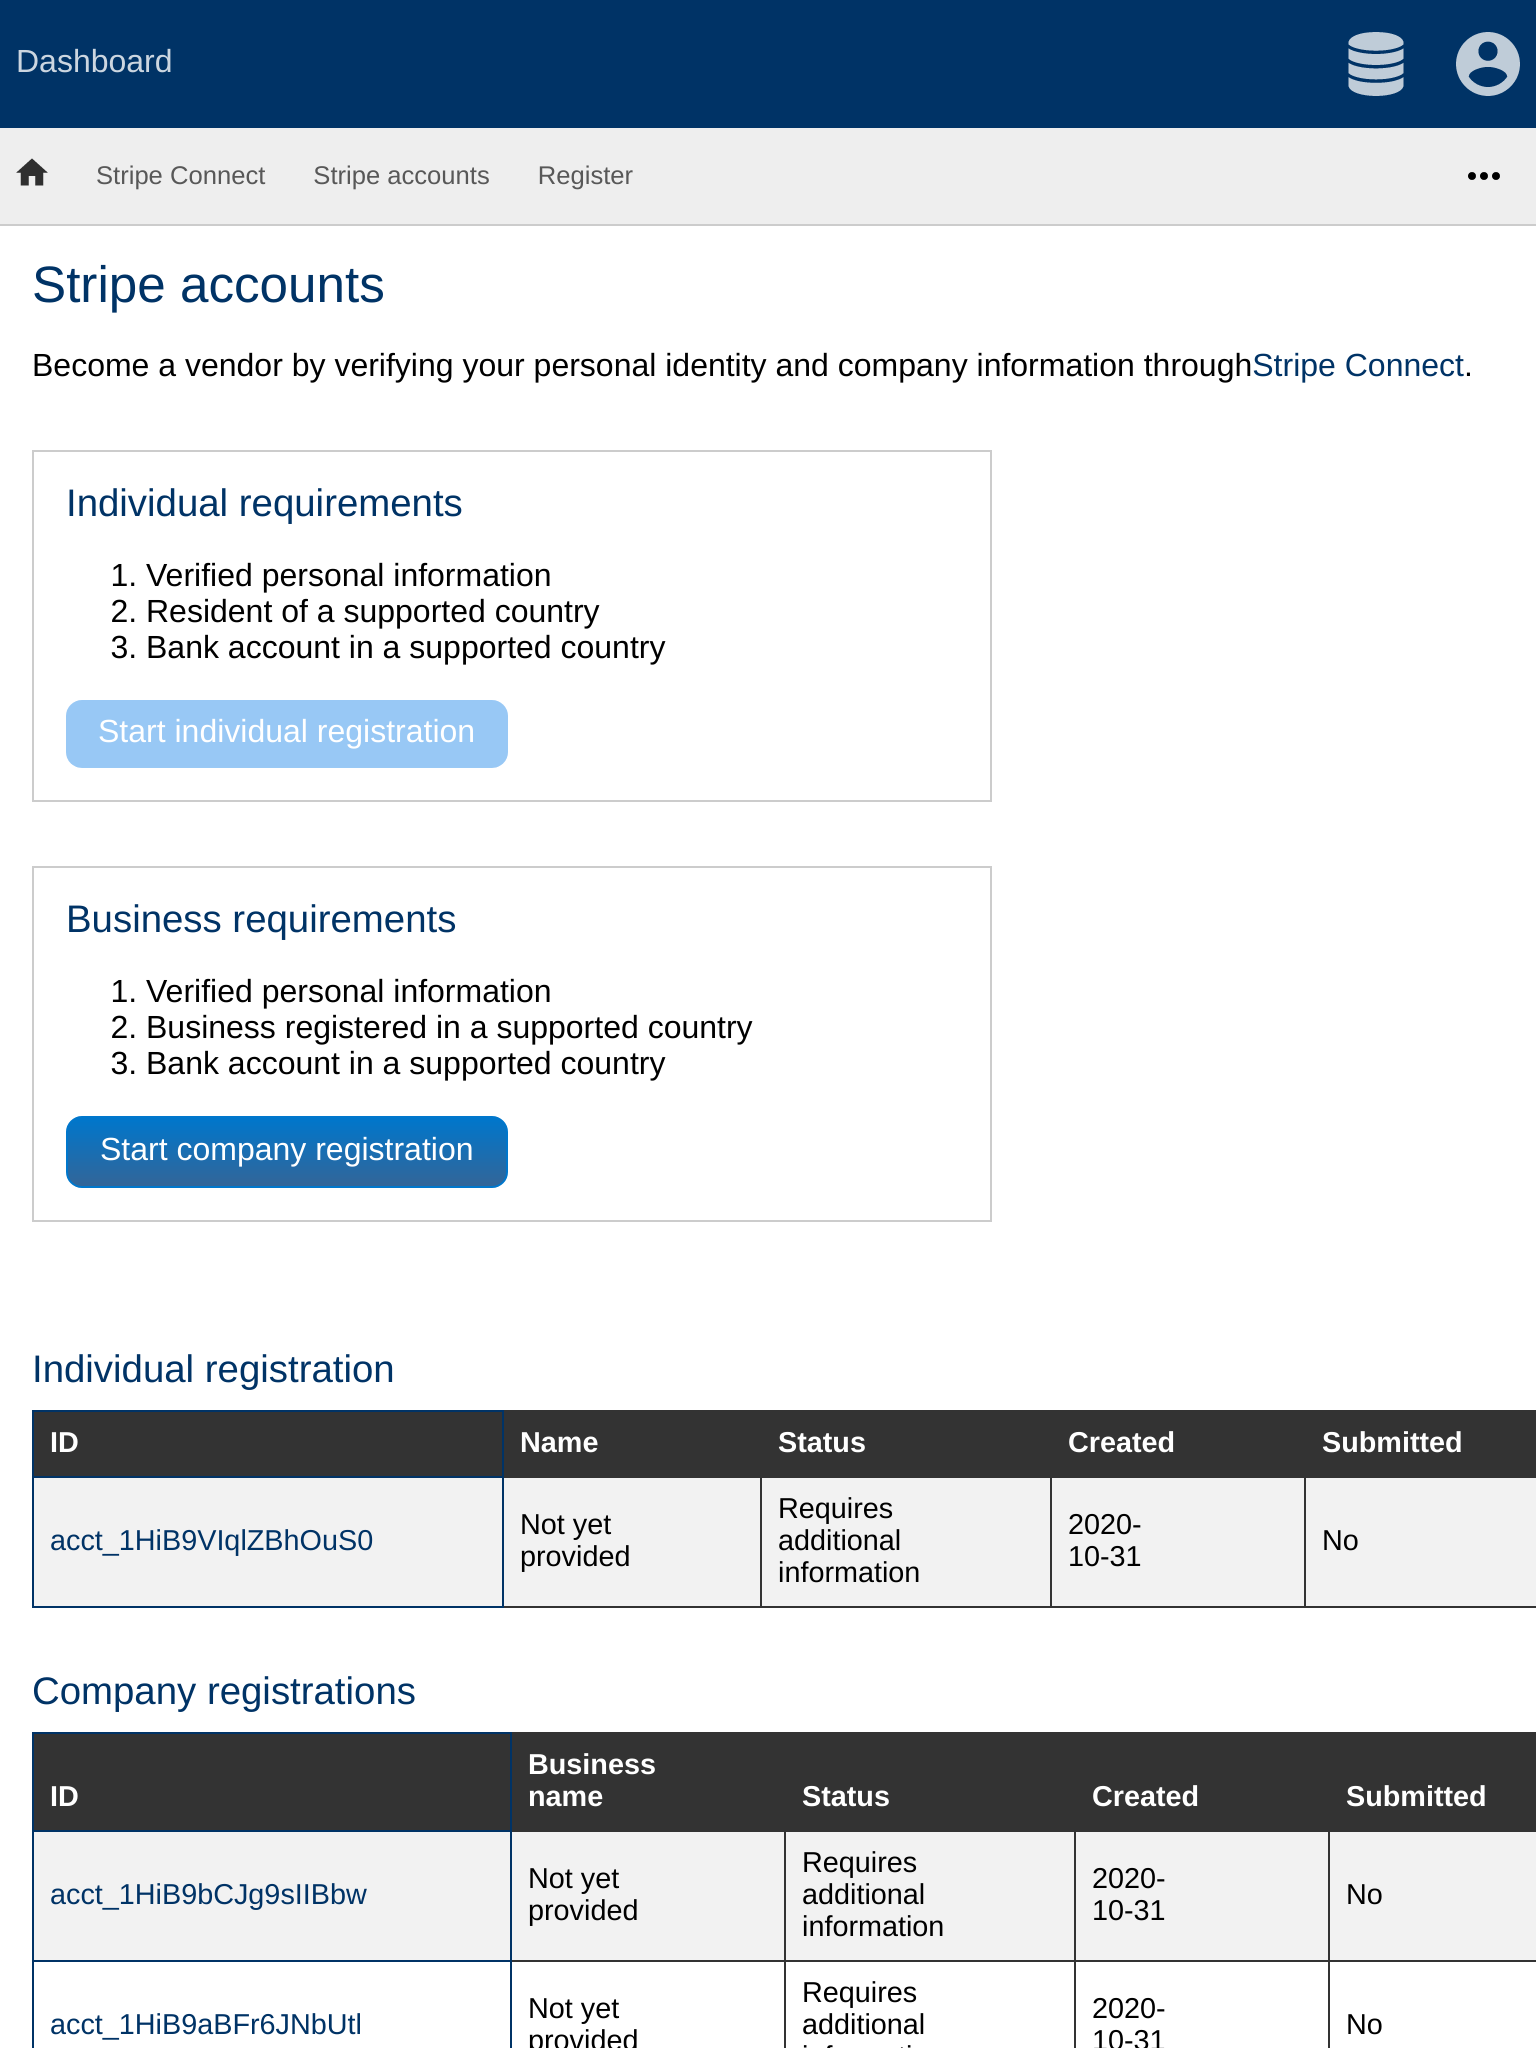 Dashboard
Stripe Connect Stripe accounts Register
Stripe accounts
Become a vendor by verifying your personal identity and company information throughStripe Connect.
Individual requirements
1. Verified personal information
2. Resident of a supported country
3. Bank account in a supported country
Start individual registration
Business requirements
1. Verified personal information
2. Business registered in a supported country
3. Bank account in a supported country
Start company registration
Individual registration
ID Name Status Created Submitted
acct_1HiB9VIqlZBhOuS0
Not yet
provided
Requires
additional
information
2020-
10-31
No
Company registrations
ID
Business
name
Status Created Submitted
acct_1HiB9bCJg9sIIBbw
Not yet
provided
Requires
additional
information
2020-
10-31
No
acct_1HiB9aBFr6JNbUtl
Not yet
provided
Requires
additional
2020-
10-31
No